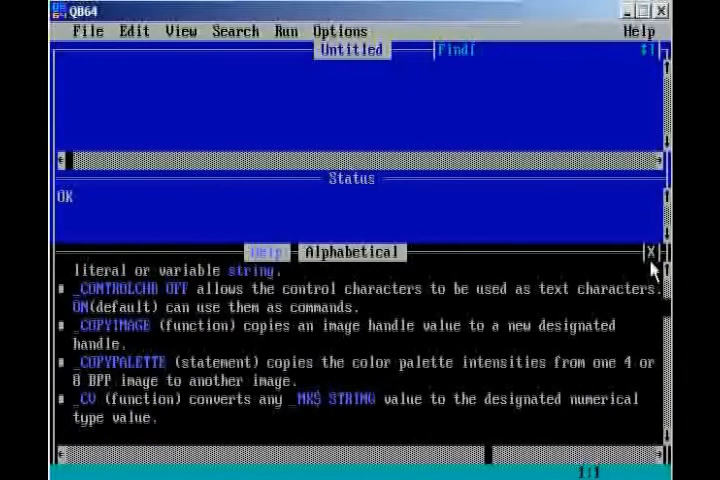 QB64
File Edit View Search Run Options Help
Untitled Find[
Status
OK
Help Alphabetical X
literal or variable string.
_CONTROLCHR OFF allows the control characters to be used as text characters.
ON(default) can use them as commands.
_COPYIMAGE (function) copies an image handle value to a new designated
handle.
_COPYPALETTE (statement) copies the color palette intensities from one 4 or
8 BPP image to another image.
_CV (function) converts any _MK$ STRING value to the designated numerical
type value.
1:1